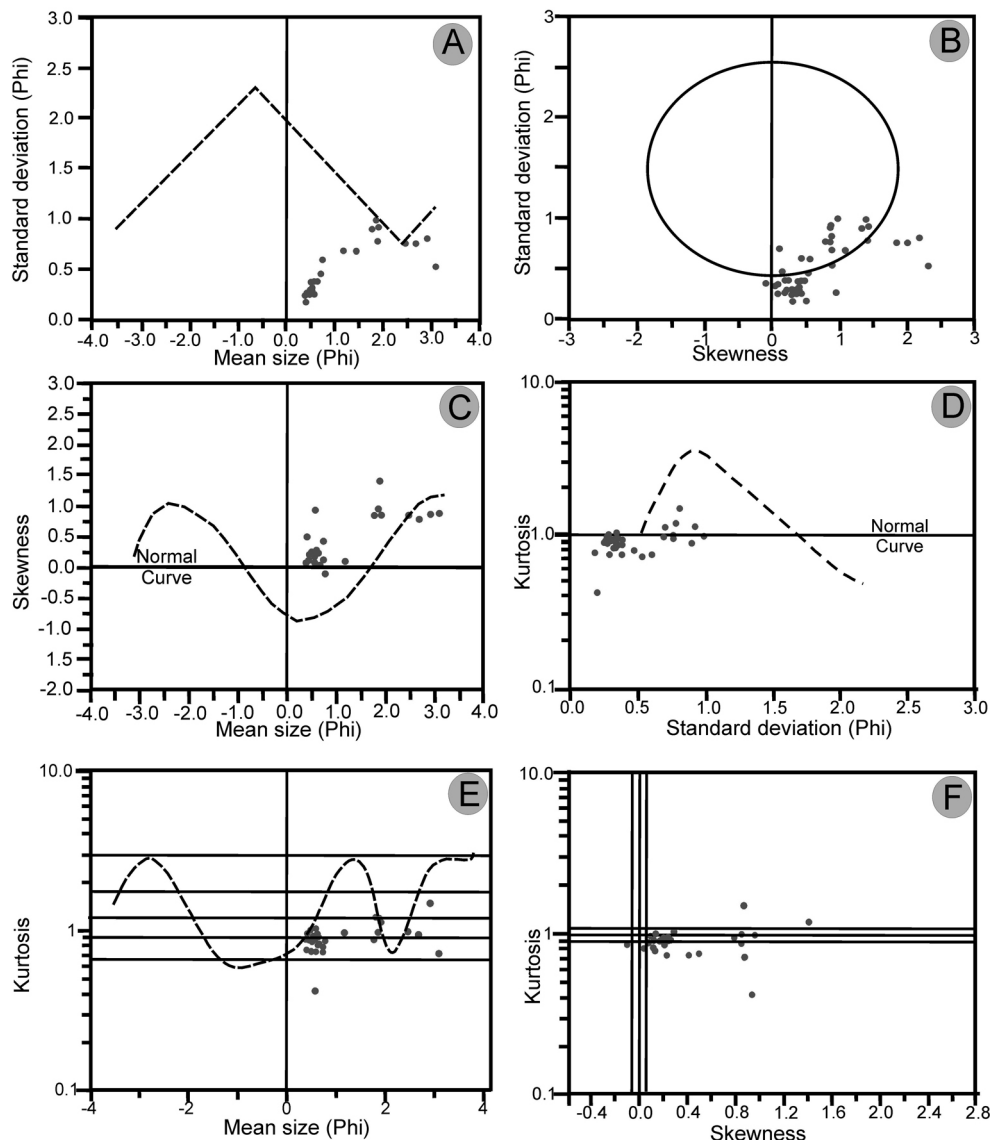 A
Standard deviation (Phi)
3.0
2.5
2.0
1.5
1.0
0.5
0.0
-4.0 -3.0 -2.0 -1.0 0.0 1.0 2.0 3.0 4.0
Mean size (Phi)
B
Standard deviation (Phi)
3
2
1
0
-3 -2 -1 0 1 2 3
Skewness
C
Skewness
3.0
2.5
2.0
1.5
1.0
0.5
0.0
-0.5
-1.0
1.5
-2.0
Normal
Curve
-4.0 -3.0 -2.0 -1.0 0.0 1.0 2.0 3.0 4.0
Mean size (Phi)
D
Kurtosis
10.0
1.0
0.1
Normal
Curve
0.0 0.5 1.0 1.5 2.0 2.5 3.0
Standard deviation (Phi)
E
Kurtosis
10.0
1
0.1
-4 -2 0 2 4
Mean size (Phi)
F
Kurtosis
10.0
1
0.1
-0.4 0.0 0.4 0.8 1.2 1.6 2.0 2.4 2.8
Skewness